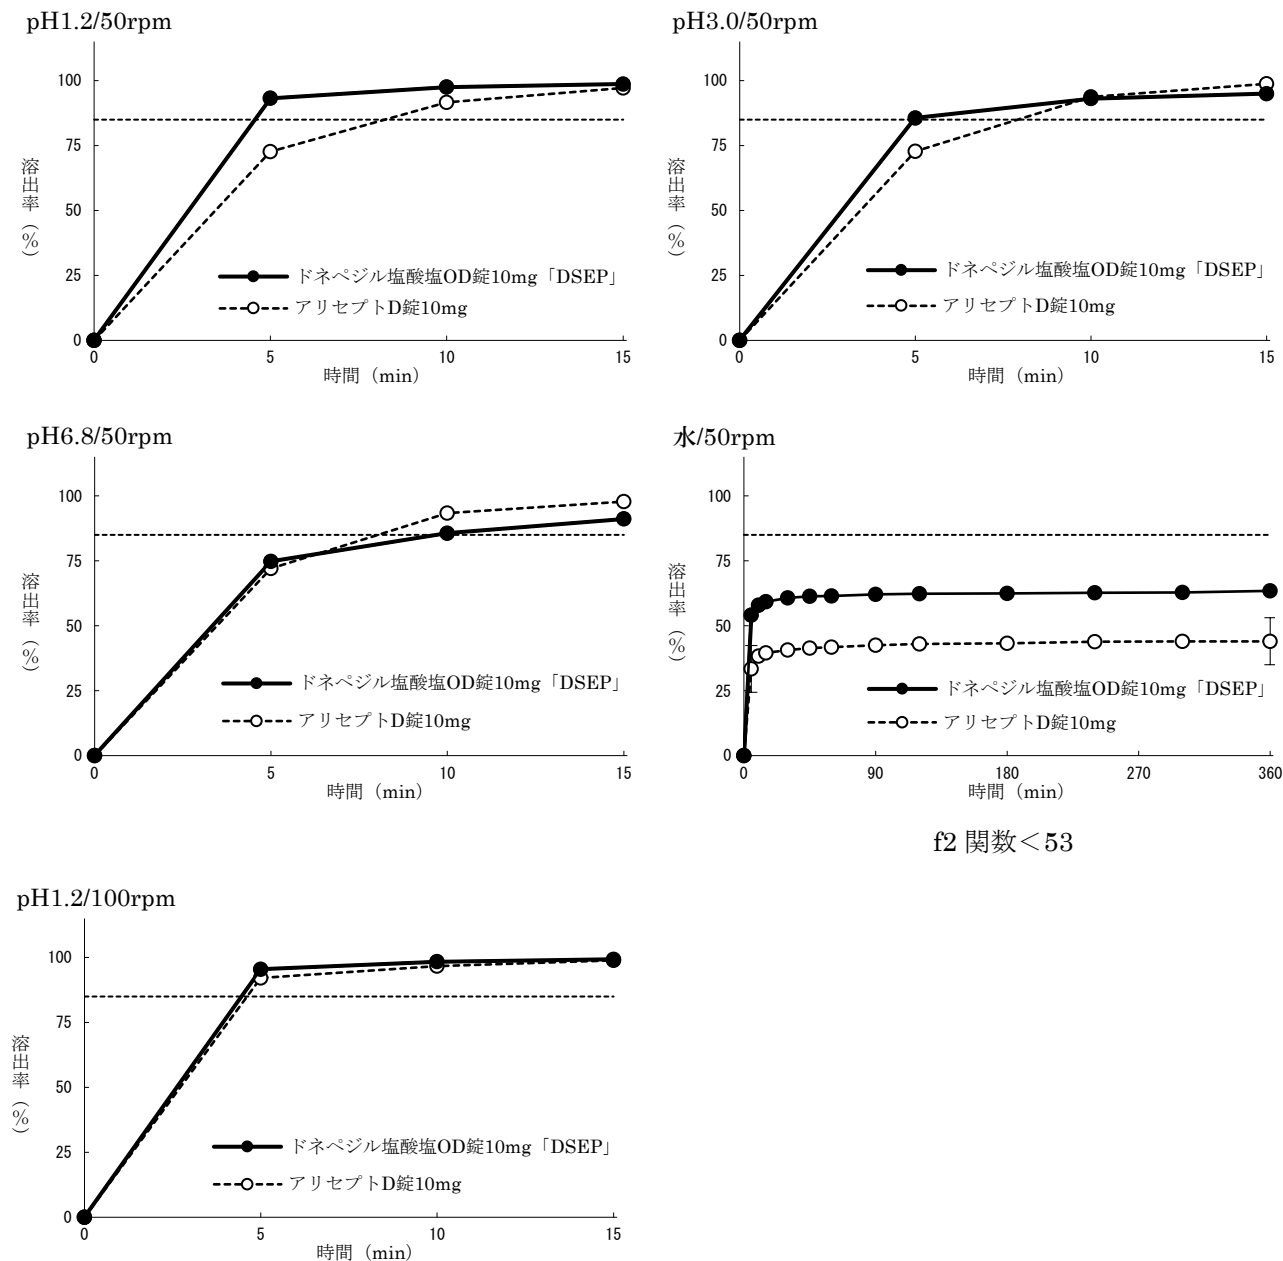 pH1.2/50rpm
100
75
50
25
0
溶出率（%）
ドネペジル塩酸塩OD錠10mg「DSEP」
アリセプトD錠10mg
0 5 10 15
時間（min）
pH3.0/50rpm
100
75
50
25
0
溶出率（%）
ドネペジル塩酸塩OD錠10mg「DSEP」
アリセプトD錠10mg
0 5 10 15
時間（min）
pH6.8/50rpm
100
75
50
25
0
溶出率（%）
ドネペジル塩酸塩OD錠10mg「DSEP」
アリセプトD錠10mg
0 5 10 15
時間（min）
水/50rpm
100
75
50
25
0
溶出率（%）
ドネペジル塩酸塩OD錠10mg「DSEP」
アリセプトD錠10mg
0 90 180 270 360
時間（min）
f2 関数＜53
pH1.2/100rpm
100
75
50
25
0
溶出率（%）
ドネペジル塩酸塩OD錠10mg「DSEP」
アリセプトD錠10mg
0 5 10 15
時間（min）